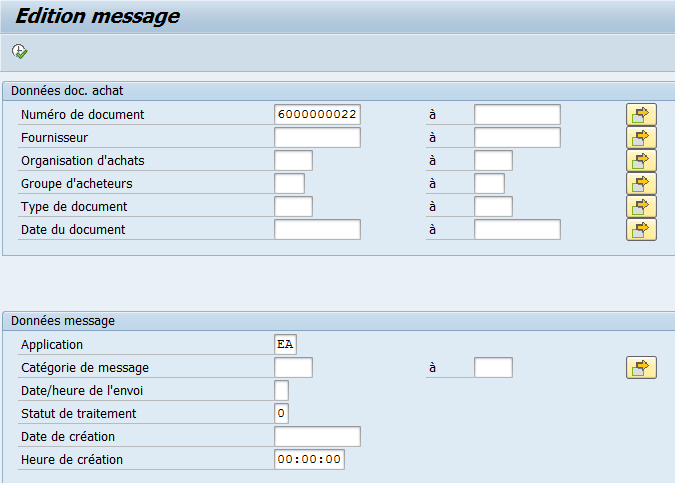 Edition message
Données doc. achat
Numéro de document 6000000022 à
Fournisseur à
Organisation d'achats à
Groupe d'acheteurs à
Type de document à
Date du document à
Données message
Application EA
Catégorie de message à
Date/heure de l'envoi
Statut de traitement 0
Date de création
Heure de création 00:00:00